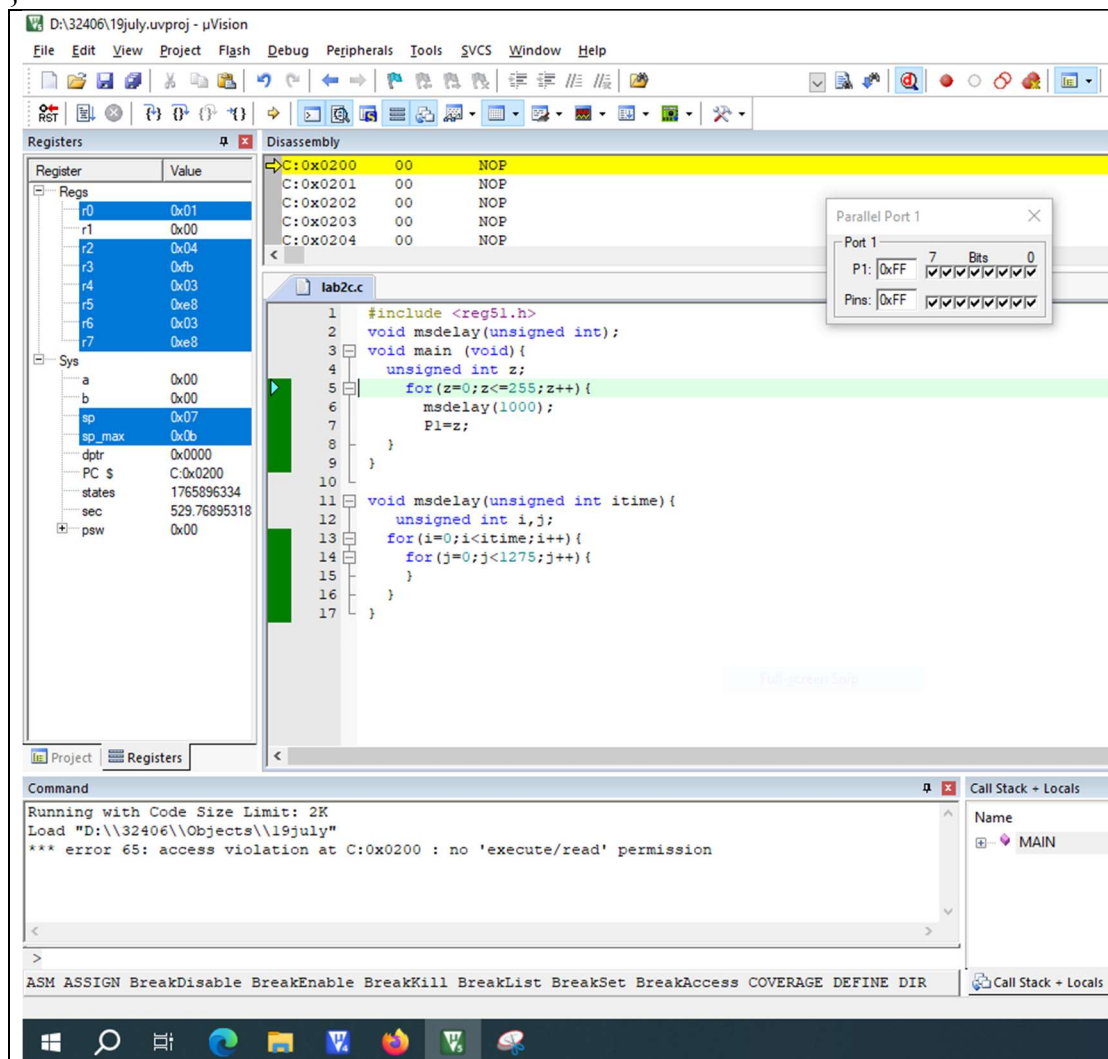 D:\32406\19july.uvproj - µVision
File Edit View Project Flash Debug Peripherals Tools SVCS Window Help
RST
Registers
Register Value
Regs
r0 0x01
r1 0x00
r2 0x04
r3 0xfb
r4 0x03
r5 0xe8
r6 0x03
r7 0xe8
Sys
a 0x00
b 0x00
sp 0x07
sp_max 0x0b
dptr 0x0000
PC $ C:0x0200
states 1765896334
sec 529.76895318
psw 0x00
Project Registers
Disassembly
C:0x0200 00 NOP
C:0x0201 00 NOP
C:0x0202 00 NOP
C:0x0203 00 NOP
C:0x0204 00 NOP
Parallel Port 1
Port 1
7 Bits 0
P1: 0xFF
Pins: 0xFF
lab2c.c
1 #include <reg51.h>
2 void msdelay(unsigned int);
3 void main (void){
4 unsigned int z;
5 for(z=0;z<=255;z++){
6 msdelay(1000);
7 P1=z;
8 }
9 }
10
11 void msdelay(unsigned int itime){
12 unsigned int i,j;
13 for(i=0;i<itime;i++){
14 for(j=0;j<1275;j++){
15 }
16 }
17 }
Full-screen Snip
Command
Running with Code Size Limit: 2K
Load "D:\\32406\\Objects\\19july"
*** error 65: access violation at C:0x0200 : no 'execute/read' permission
>
ASM ASSIGN BreakDisable BreakEnable BreakKill BreakList BreakSet BreakAccess COVERAGE DEFINE DIR
Call Stack + Locals
Name
MAIN
Call Stack + Locals